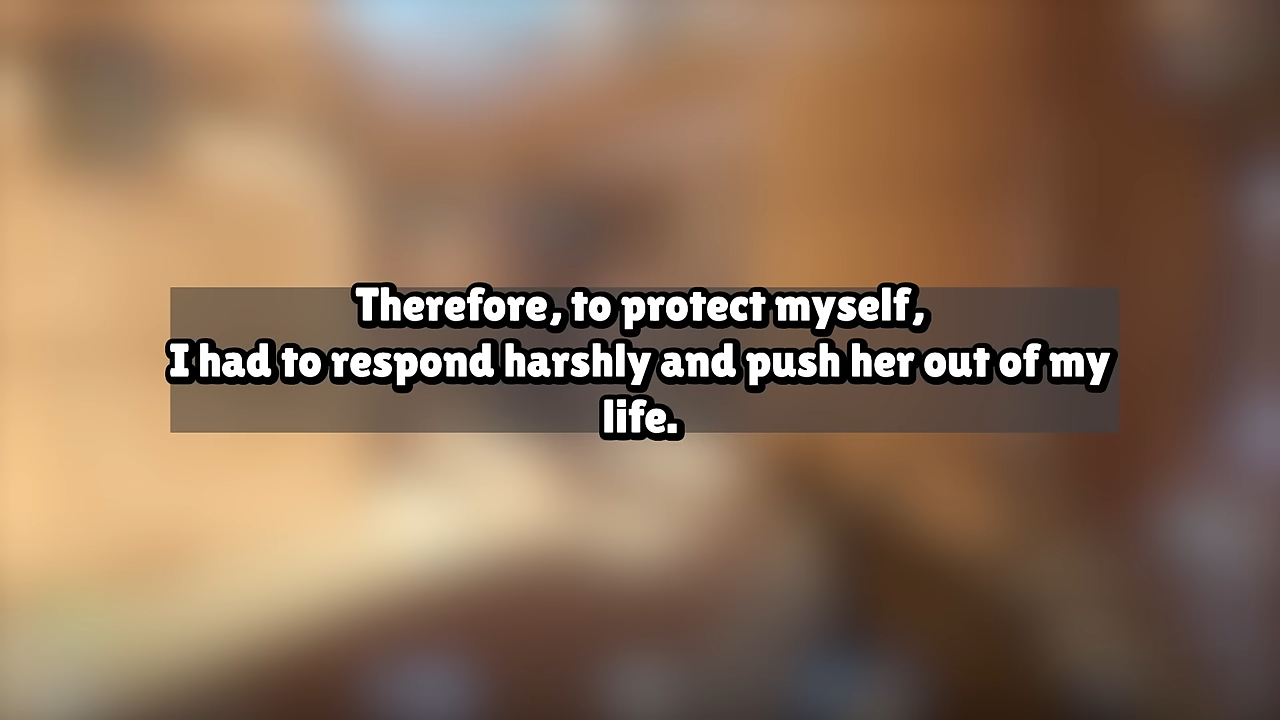 Therefore, to protect myself,
I had to respond harshly and push her out of my
life.